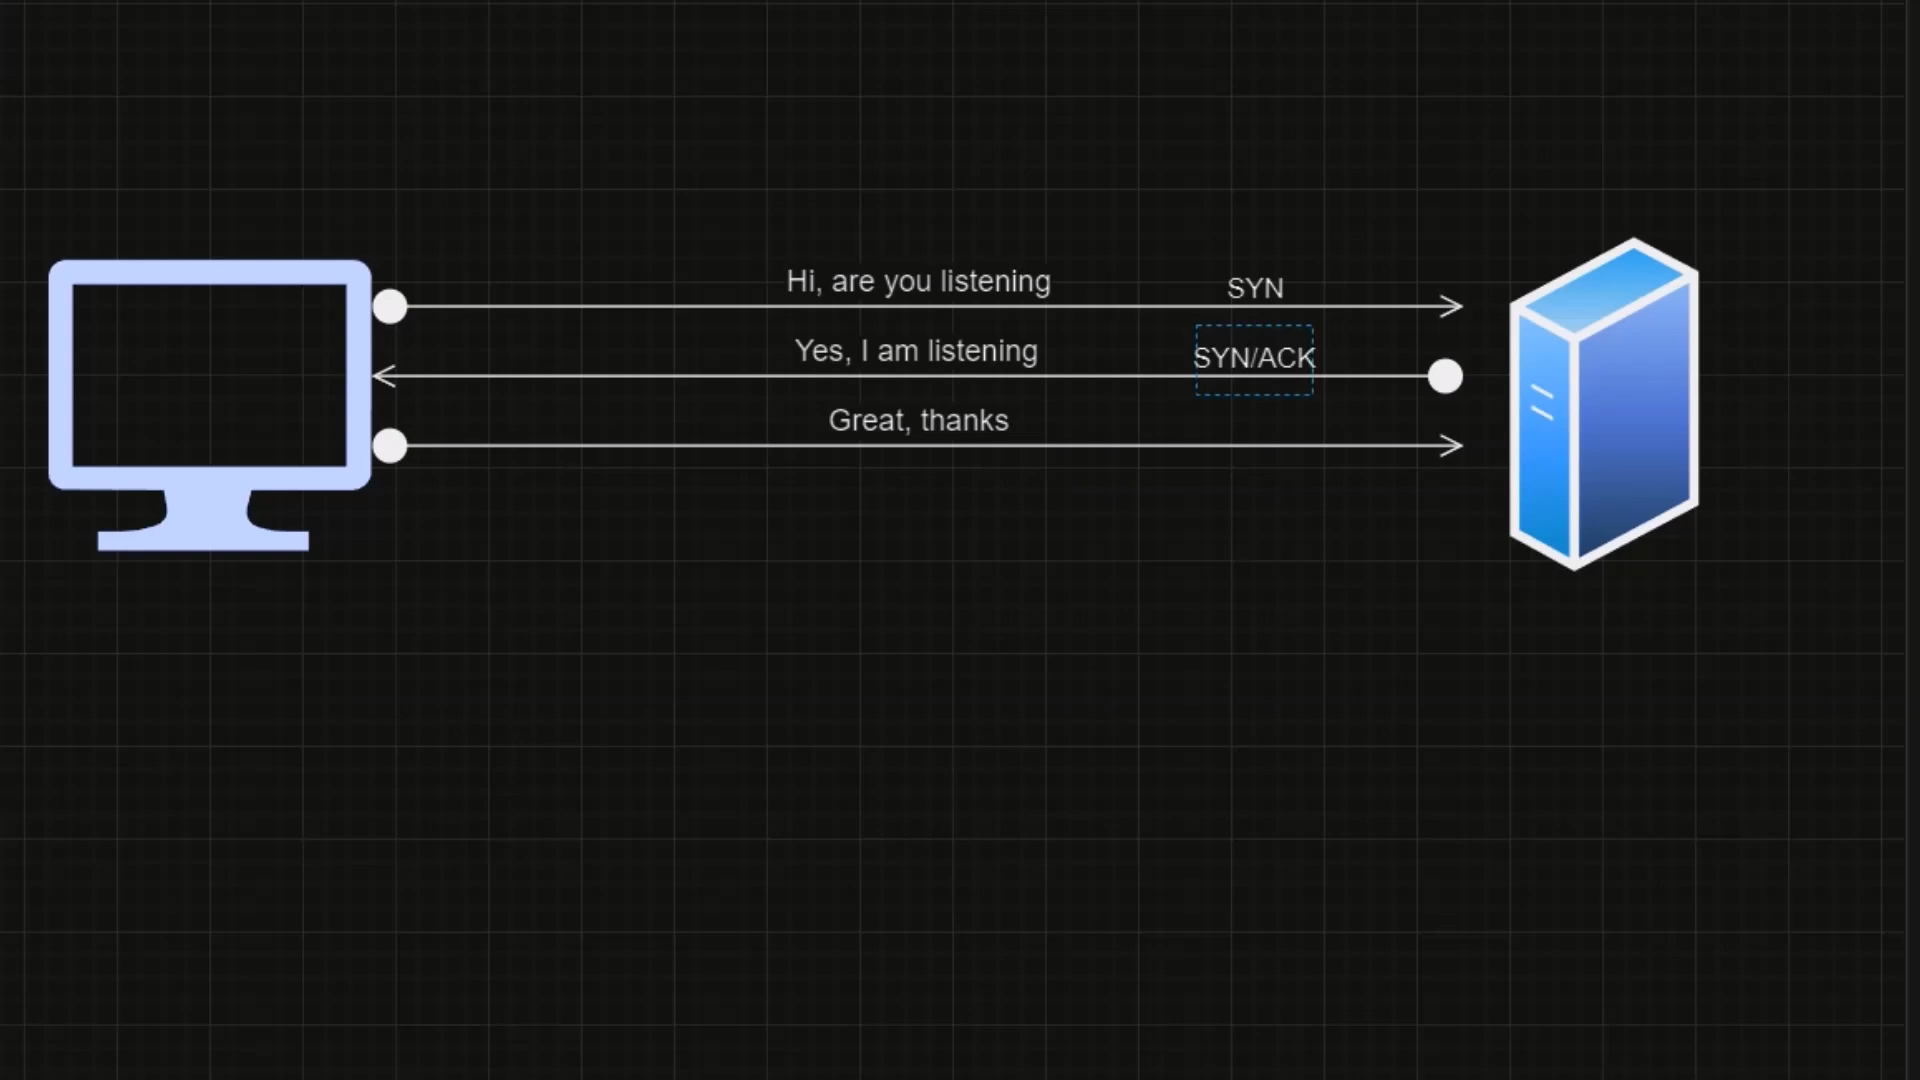 Hi, are you listening
SYN
Yes, I am listening
SYN/ACK
Great, thanks